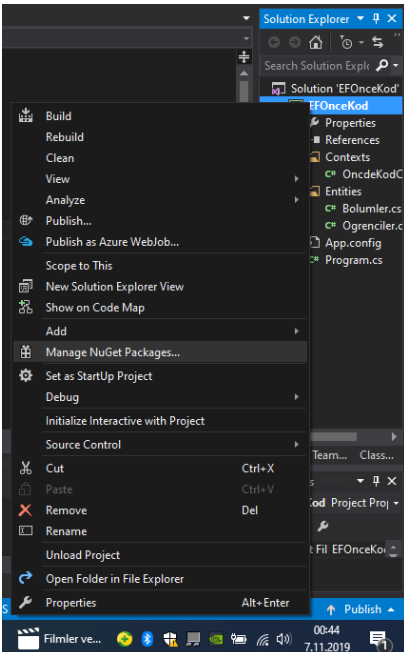 Solution Explorer
Search Solution Explo
Solution 'EFOnceKod'
EFOnceKod
Properties
References
Contexts
C# OncdeKodC
Entities
C# Bolumler.cs
C# Ogrenciler.c
App.config
C# Program.cs
Build
Rebuild
Clean
View
Analyze
Publish...
Publish as Azure WebJob...
Scope to This
New Solution Explorer View
Show on Code Map
Add
Manage NuGet Packages...
Set as StartUp Project
Debug
Initialize Interactive with Project
Source Control
Cut Ctrl+X
Paste Ctrl+V
Remove Del
Rename
Unload Project
Open Folder in File Explorer
Properties Alt+Enter
Team... Class...
Kod Project Prop
t Fil EFOnceKod
Publish
Filmler ve...
00:44
7.11.2019
1